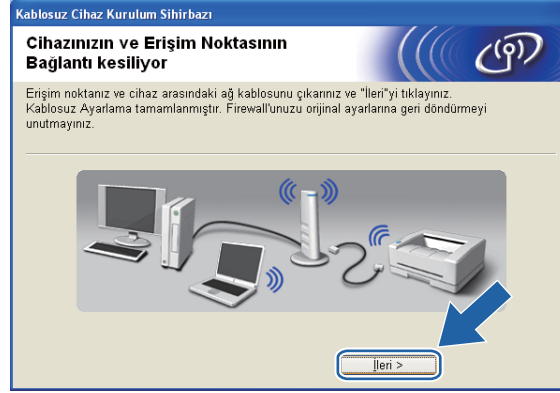 Kablosuz Cihaz Kurulum Sihirbazı
Cihazınızın ve Erişim Noktasının
Bağlantı kesiliyor
Erişim noktanız ve cihaz arasındaki ağ kablosunu çıkarınız ve "İleri"yi tıklayınız.
Kablosuz Ayarlama tamamlanmıştır. Firewall'unuzu orijinal ayarlarına geri döndürmeyi
unutmayınız.
İleri >